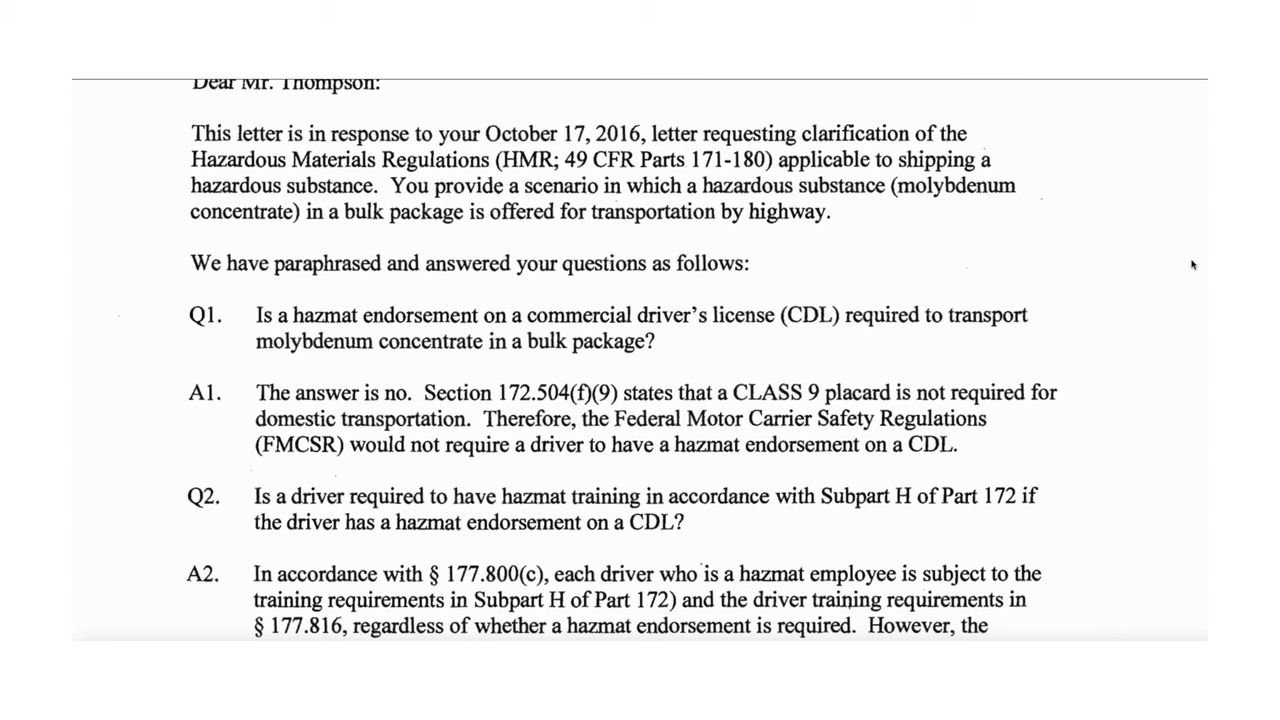 Dear Mr. Thompson:
This letter is in response to your October 17, 2016, letter requesting clarification of the
Hazardous Materials Regulations (HMR; 49 CFR Parts 171-180) applicable to shipping a
hazardous substance. You provide a scenario in which a hazardous substance (molybdenum
concentrate) in a bulk package is offered for transportation by highway.
We have paraphrased and answered your questions as follows:
Q1. Is a hazmat endorsement on a commercial driver's license (CDL) required to transport
molybdenum concentrate in a bulk package?
A1. The answer is no. Section 172.504(f)(9) states that a CLASS 9 placard is not required for
domestic transportation. Therefore, the Federal Motor Carrier Safety Regulations
(FMCSR) would not require a driver to have a hazmat endorsement on a CDL.
Q2. Is a driver required to have hazmat training in accordance with Subpart H of Part 172 if
the driver has a hazmat endorsement on a CDL?
A2. In accordance with § 177.800(c), each driver who is a hazmat employee is subject to the
training requirements in Subpart H of Part 172) and the driver training requirements in
§ 177.816, regardless of whether a hazmat endorsement is required. However, the